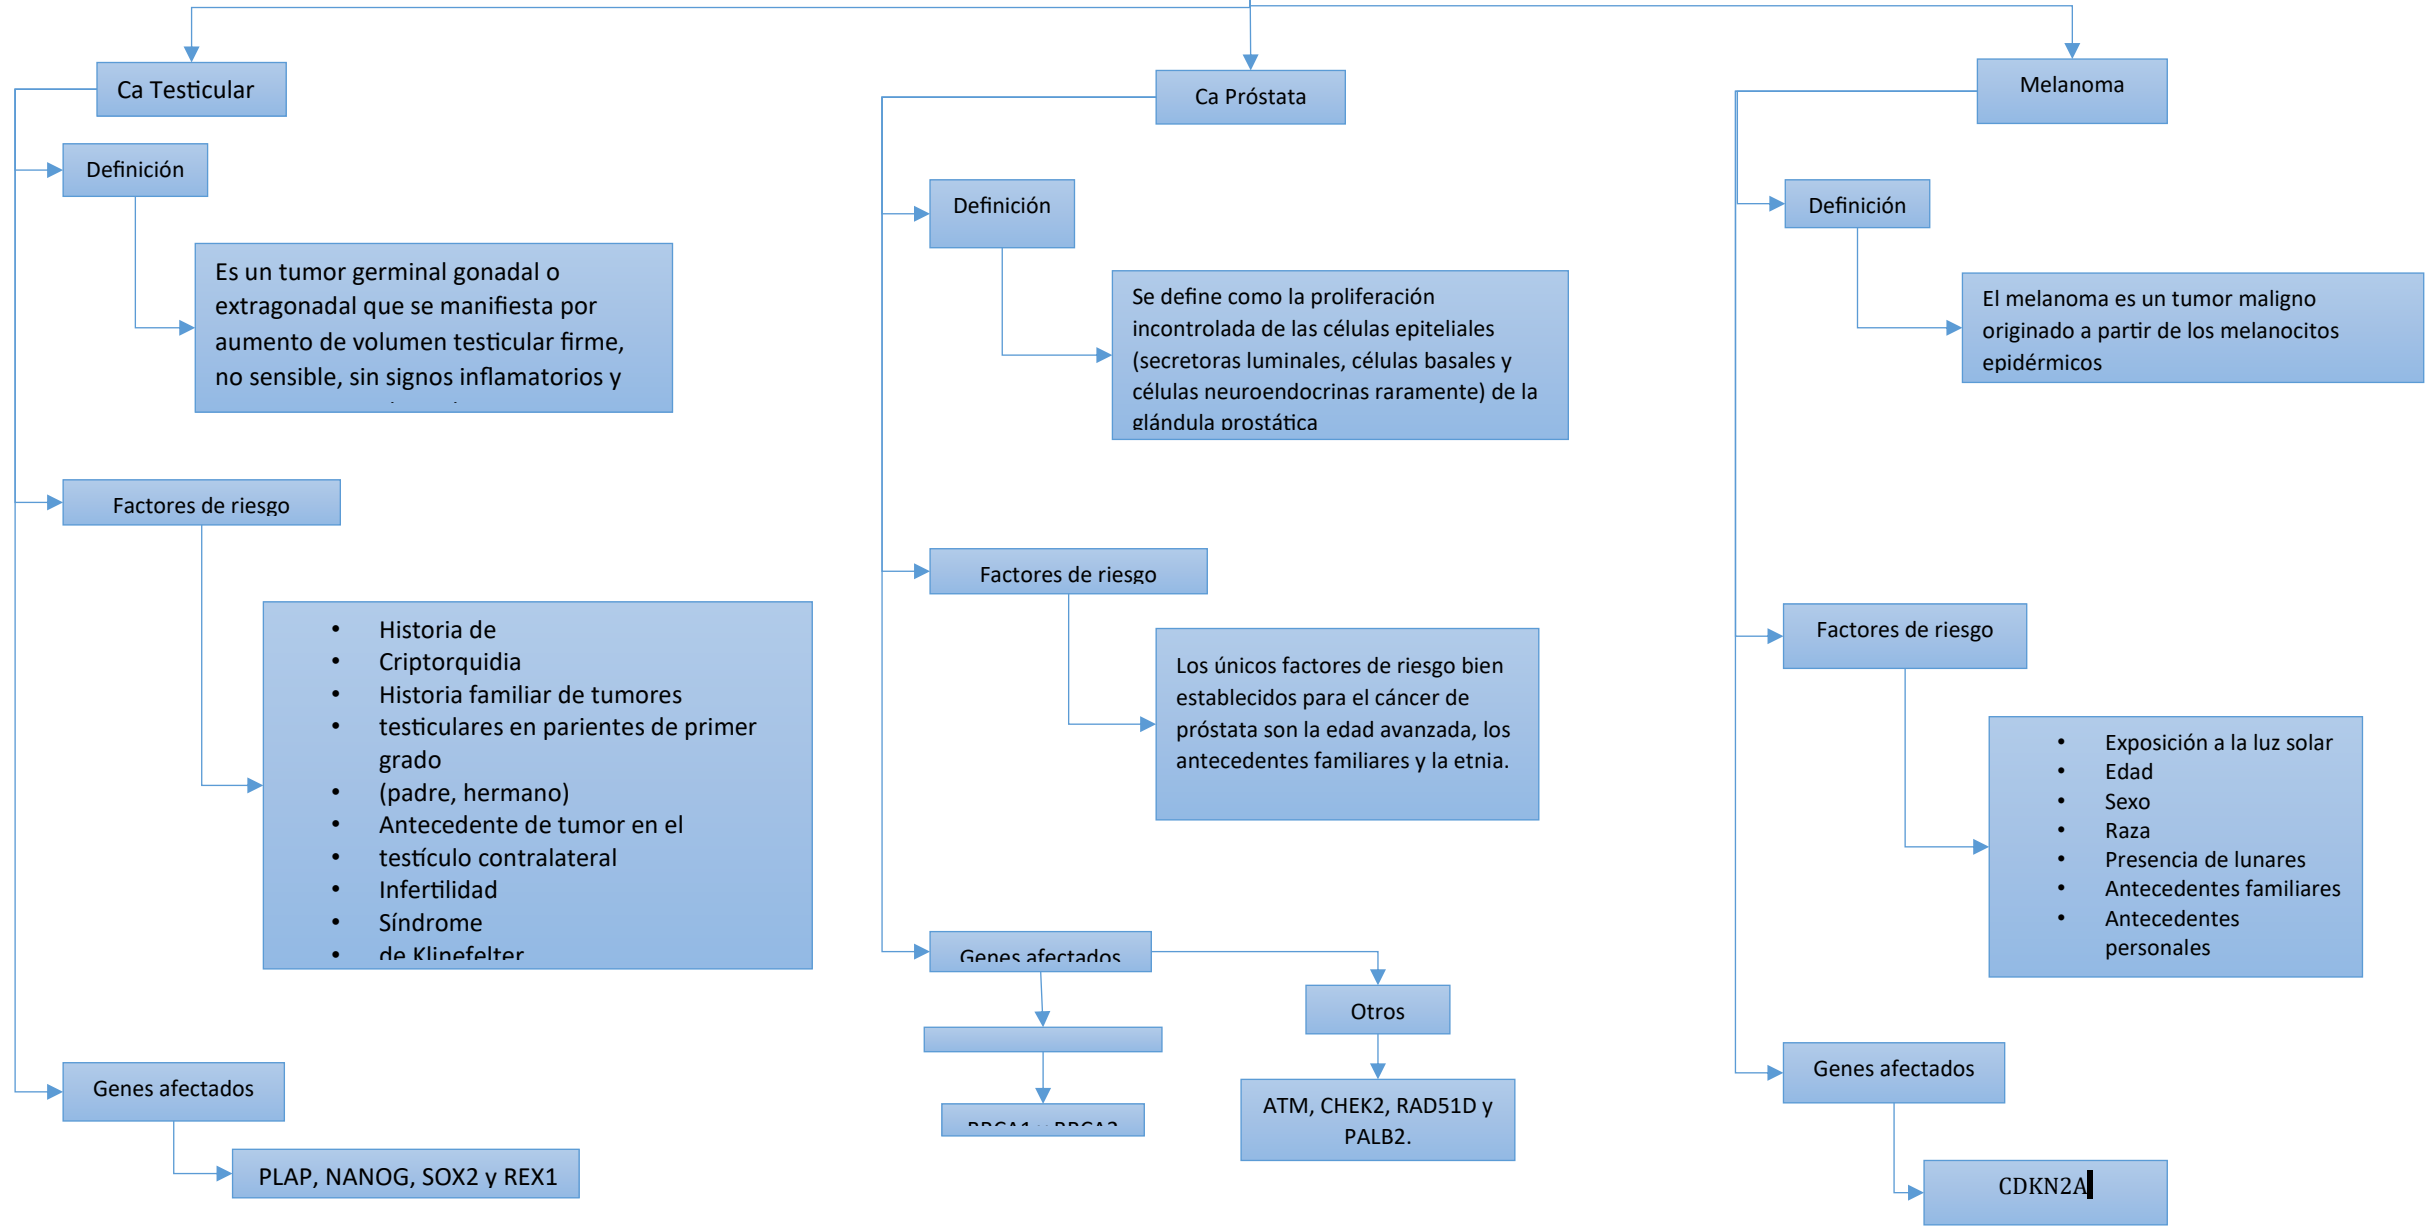 Ca Testicular
Definición
Es un tumor germinal gonadal o
extragonadal que se manifiesta por
aumento de volumen testicular firme,
no sensible, sin signos inflamatorios y
Factores de riesgo
• Historia de
• Criptorquidia
• Historia familiar de tumores
• testiculares en parientes de primer
grado
• (padre, hermano)
• Antecedente de tumor en el
• testículo contralateral
• Infertilidad
• Síndrome
• de Klinefelter
Genes afectados
PLAP, NANOG, SOX2 y REX1
Ca Próstata
Definición
Se define como la proliferación
incontrolada de las células epiteliales
(secretoras luminales, células basales y
células neuroendocrinas raramente) de la
glándula prostática
Factores de riesgo
Los únicos factores de riesgo bien
establecidos para el cáncer de
próstata son la edad avanzada, los
antecedentes familiares y la etnia.
Genes afectados
BRCA1 y BRCA2
Otros
ATM, CHEK2, RAD51D y
PALB2.
Melanoma
Definición
El melanoma es un tumor maligno
originado a partir de los melanocitos
epidérmicos
Factores de riesgo
• Exposición a la luz solar
• Edad
• Sexo
• Raza
• Presencia de lunares
• Antecedentes familiares
• Antecedentes
personales
Genes afectados
CDKN2A